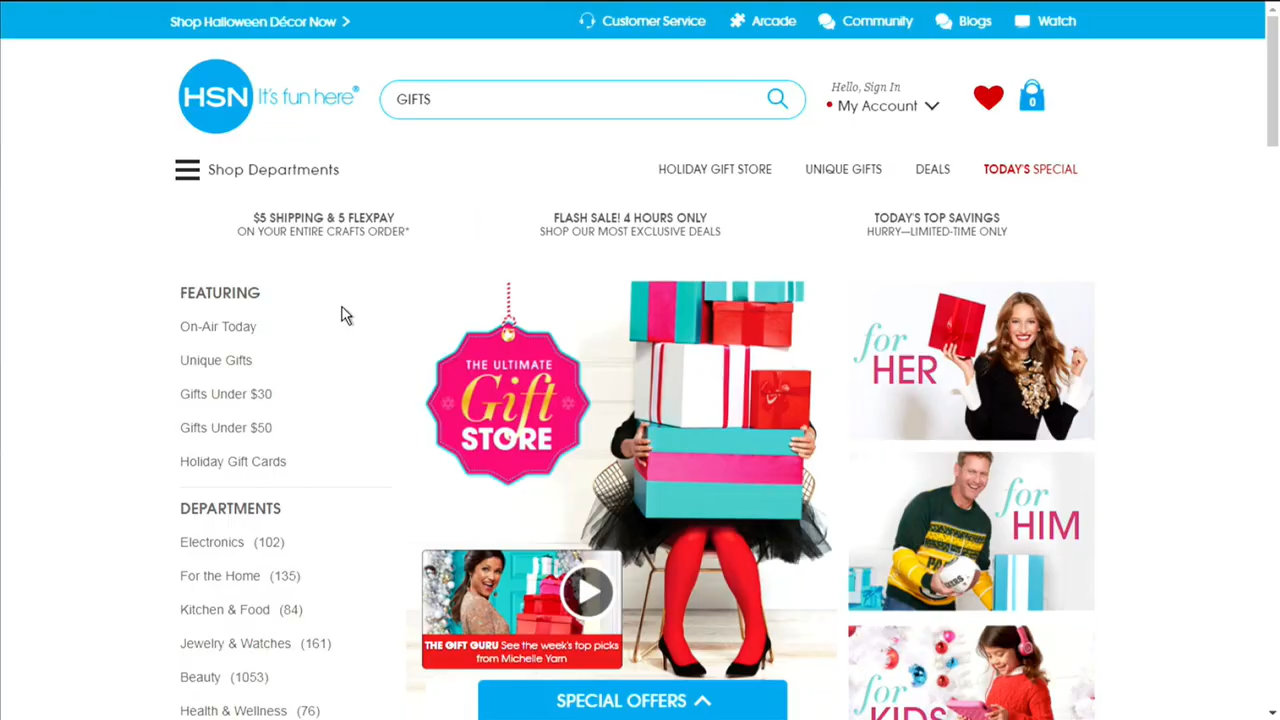 Shop Halloween Décor Now
Customer Service
Arcade
Community
Blogs
Watch
HSN It's fun here®
GIFTS
Hello, Sign In
My Account
0
Shop Departments
HOLIDAY GIFT STORE
UNIQUE GIFTS
DEALS
TODAY'S SPECIAL
$5 SHIPPING & 5 FLEXPAY
ON YOUR ENTIRE CRAFTS ORDER*
FLASH SALE! 4 HOURS ONLY
SHOP OUR MOST EXCLUSIVE DEALS
TODAY'S TOP SAVINGS
HURRY—LIMITED-TIME ONLY
FEATURING
On-Air Today
Unique Gifts
Gifts Under $30
Gifts Under $50
Holiday Gift Cards
DEPARTMENTS
Electronics (102)
For the Home (135)
Kitchen & Food (84)
Jewelry & Watches (161)
Beauty (1053)
Health & Wellness (76)
THE ULTIMATE
Gift
STORE
THE GIFT GURU See the week's top picks
from Michelle Yarn
SPECIAL OFFERS
for
HER
for
HIM
for
KIDS